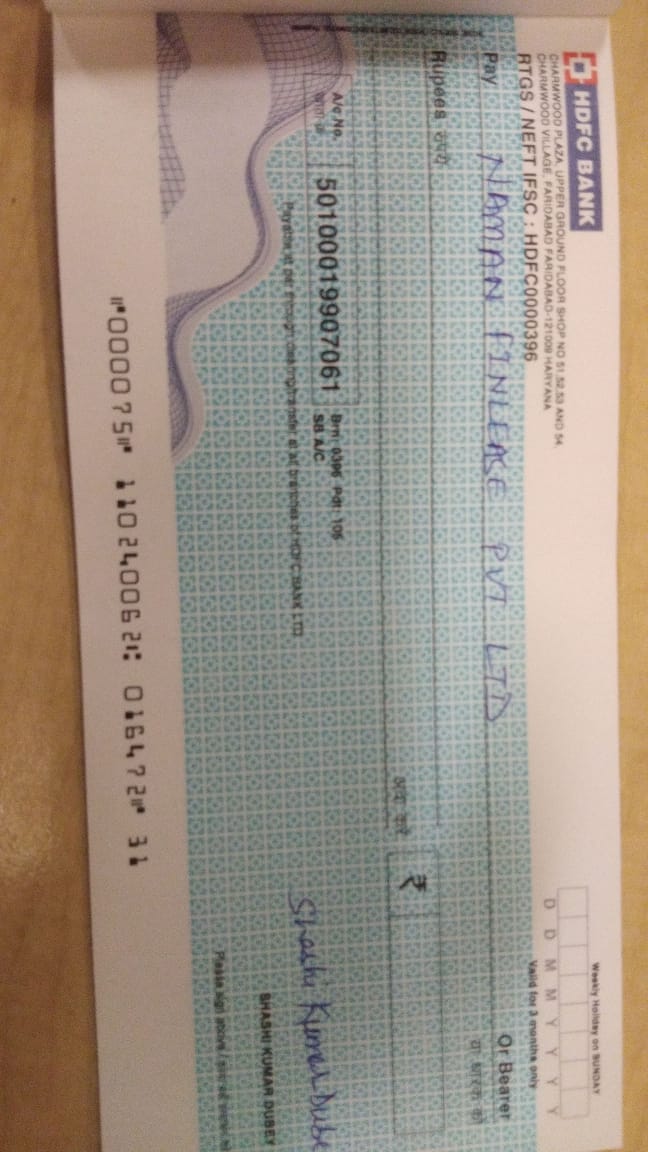 HDFC BANK
CHARMWOOD PLAZA, UPPER GROUND FLOOR SHOP NO 51,52,53 AND 54,
CHARMWOOD VILLAGE, FARIDABAD FARIDABAD-121009 HARYANA
RTGS / NEFT IFSC : HDFC0000396
Weekly Holiday on SUNDAY
D D M M Y Y Y Y
Valid for 3 months only
Pay NAMAN FINLEASE PVT LTD Or Bearer
या धारक को
Rupees रुपये
अदा करें ₹
A/c No. 50100019907061 Brn: 0396 Pdt: 105
SB A/C
Payable at par through clearing/transfer at all branches of HDFC BANK LTD
Shashi Kumar Dube
SHASHI KUMAR DUBEY
Please sign above /
⑈000075⑈ 110240062⑆ 016472⑈ 31